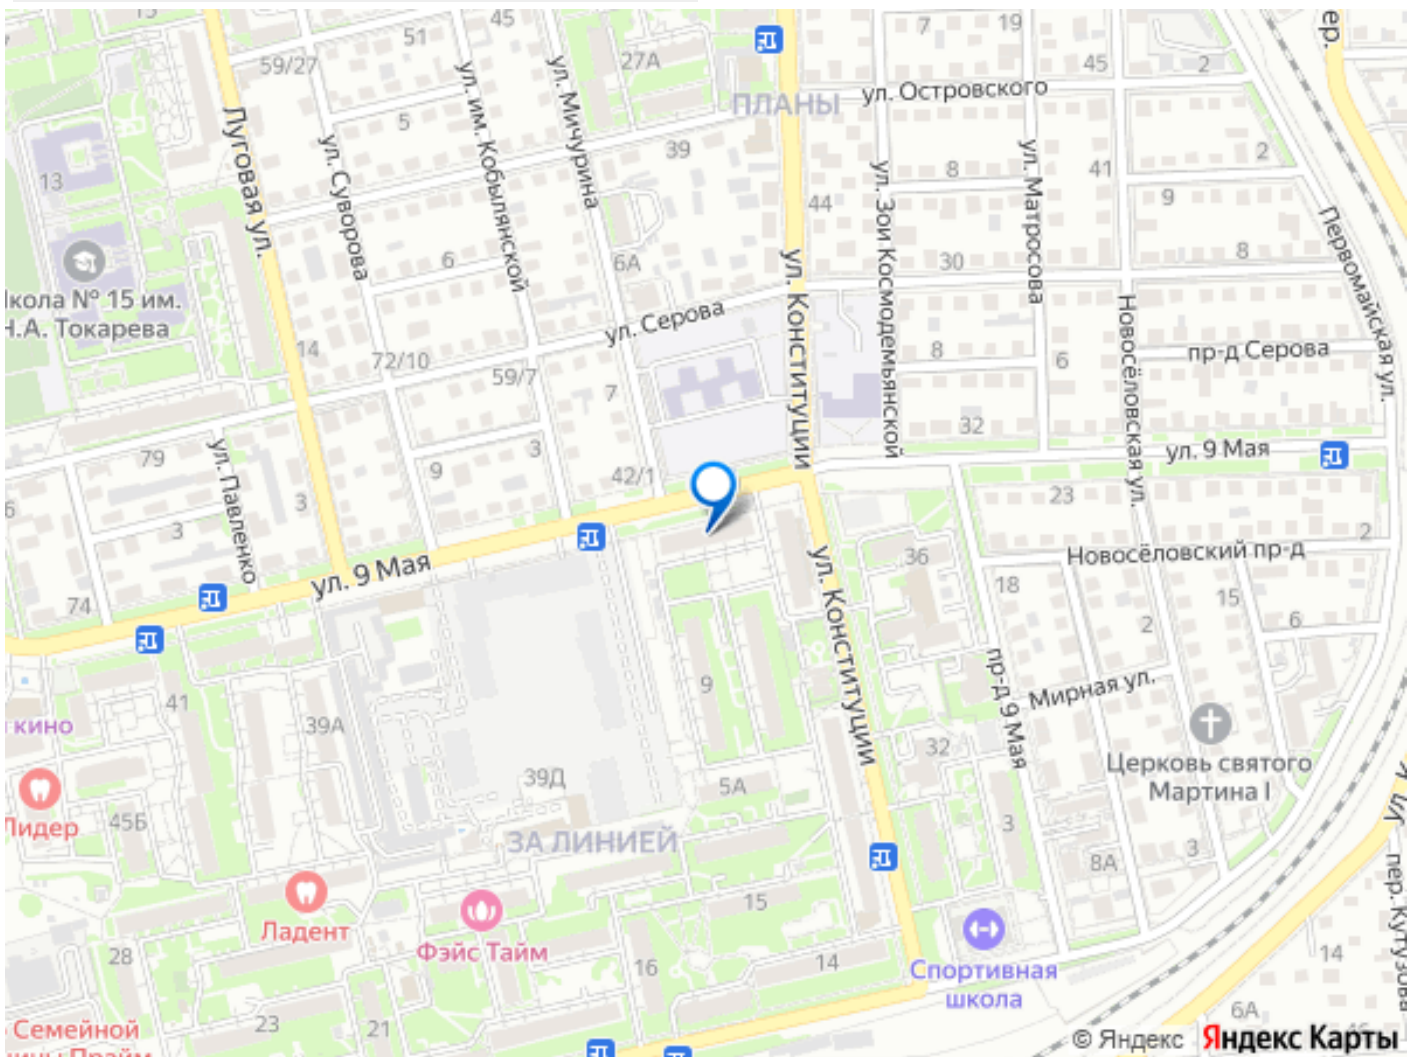 45
51
59/27
27А
7
19
45
2
ер.
ПЛАНЫ
ул. Островского
ул. им. Кобылянской
ул. Мичурина
Луговая ул.
ул. Суворова
5
39
8
41
2
13
44
9
ул. Зои Космодемьянской
ул. Матросова
Первомайская ул.
6
6А
30
8
кола № 15 им.
Н.А. Токарева
ул. Серова
ул. Конституции
Новосёловская ул.
14
72/10
59/7
7
8
6
пр-д Серова
32
79
9
3
42/1
ул. Павленко
3
3
ул. 9 Мая
23
6
2
36
Новосёловский пр-д
ул. 9 Мая
ул. Конституции
18
15
74
2
6
41
39А
9
пр-д 9 Мая
Мирная ул.
кино
32
39Д
5А
Церковь святого
Мартина I
Лидер
45Б
ЗА ЛИНИЕЙ
3
8А
3
пер. Кутузова
Ладент
Фэйс Тайм
15
28
16
14
Спортивная
школа
14
6А
Семейной
23
21
© Яндекс
Яндекс Карты